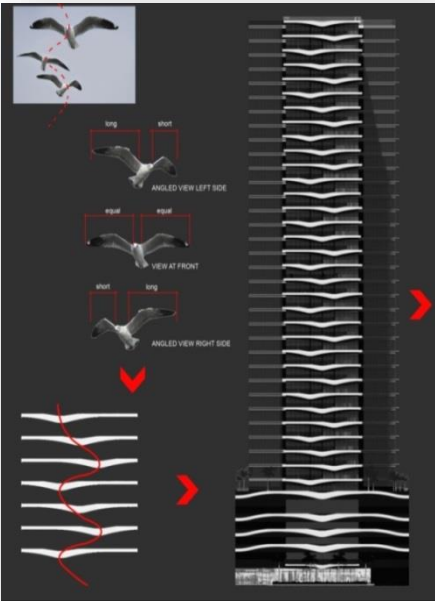 long short
ANGLED VIEW LEFT SIDE
equal equal
VIEW AT FRONT
short long
ANGLED VIEW RIGHT SIDE